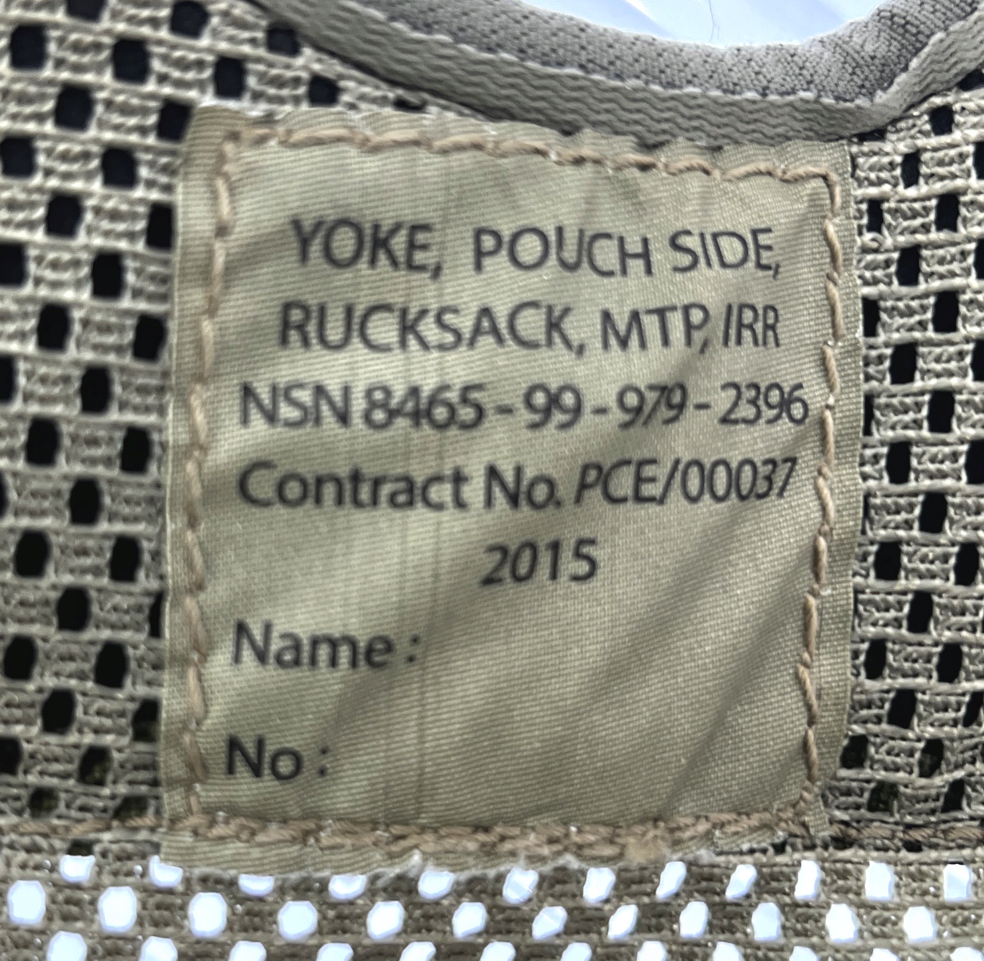 YOKE, POUCH SIDE,
RUCKSACK, MTP, IRR
NSN 8465-99-979-2396
Contract No. PCE/00037
2015
Name :
No :